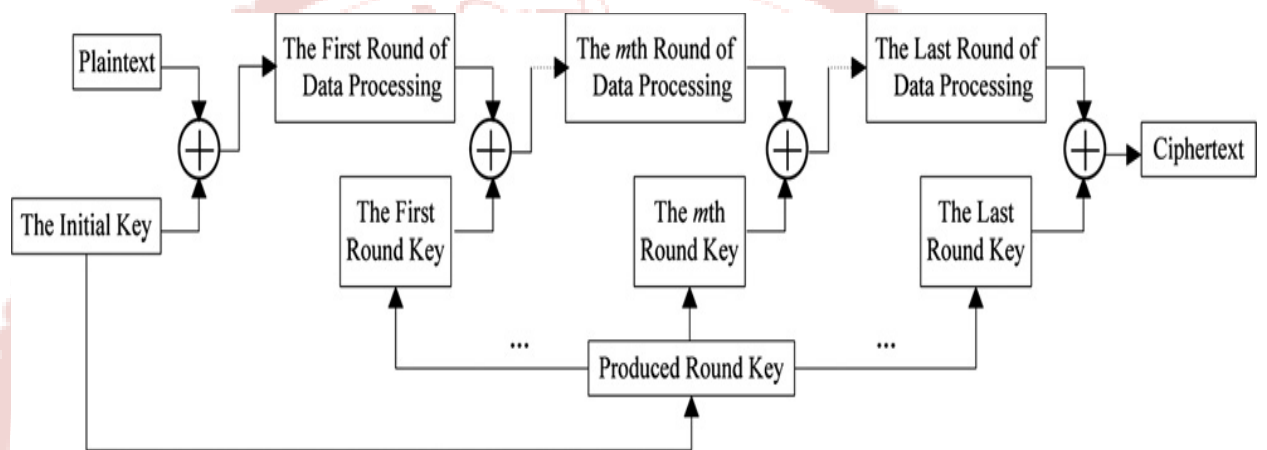 Plaintext
The First Round of
Data Processing
The mth Round of
Data Processing
The Last Round of
Data Processing
Ciphertext
The Initial Key
The First
Round Key
The mth
Round Key
The Last
Round Key
...
...
Produced Round Key